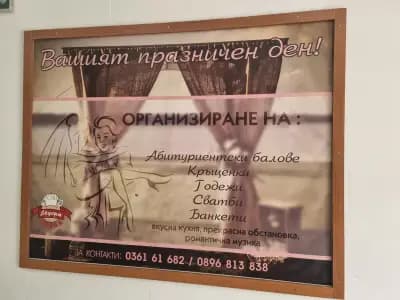 Вашият празничен ден!
ОРГАНИЗИРАНЕ НА :
Абитуриентски балове
Кръщенки
Годежи
Сватби
Банкети
вкусна кухня, прекрасна обстановка,
романтична музика
ЗА КОНТАКТИ: 0361 61 682 / 0896 813 838